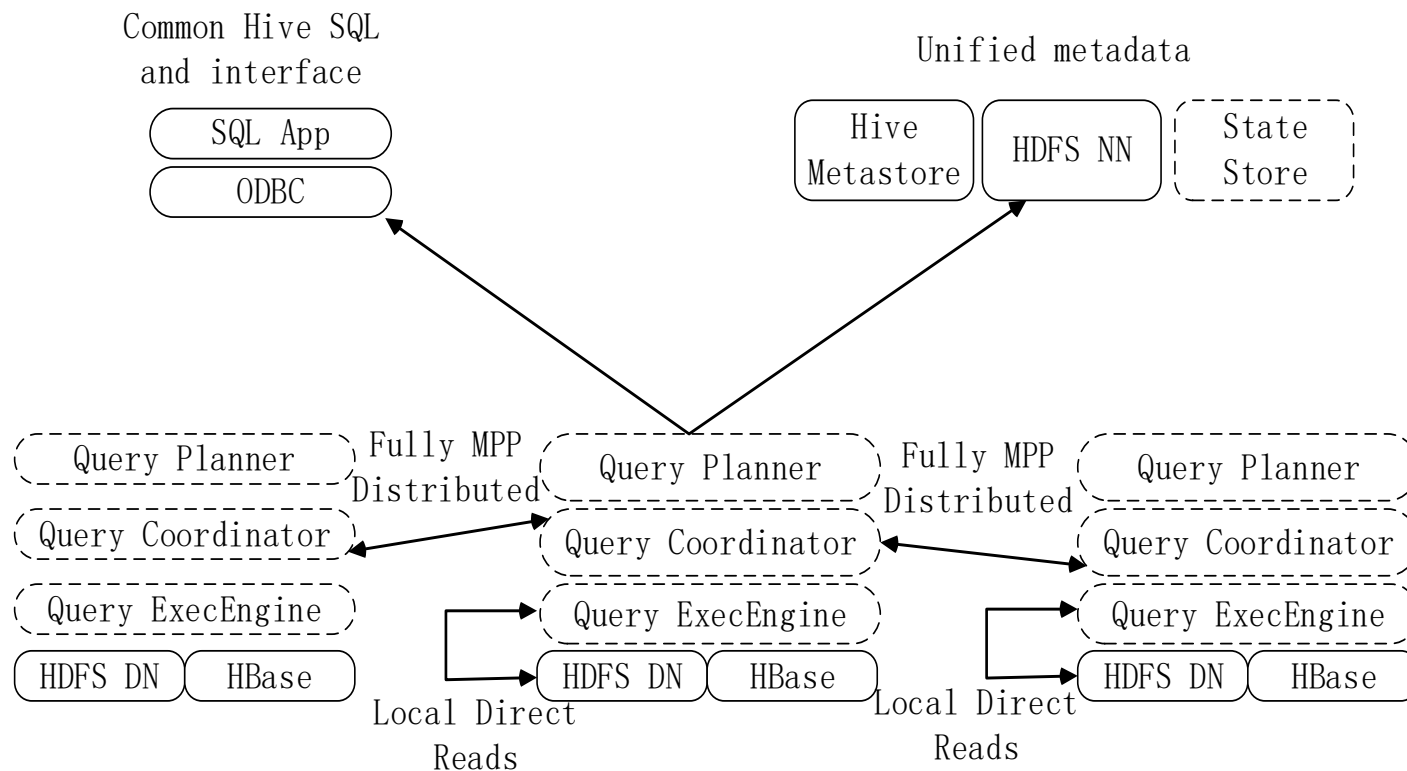 Common Hive SQL
and interface
SQL App
ODBC
Unified metadata
Hive
Metastore
HDFS NN
State
Store
Query Planner
Query Coordinator
Query ExecEngine
HDFS DN
HBase
Fully MPP
Distributed
Query Planner
Query Coordinator
Query ExecEngine
HDFS DN
HBase
Local Direct
Reads
Fully MPP
Distributed
Query Planner
Query Coordinator
Query ExecEngine
HDFS DN
HBase
Local Direct
Reads